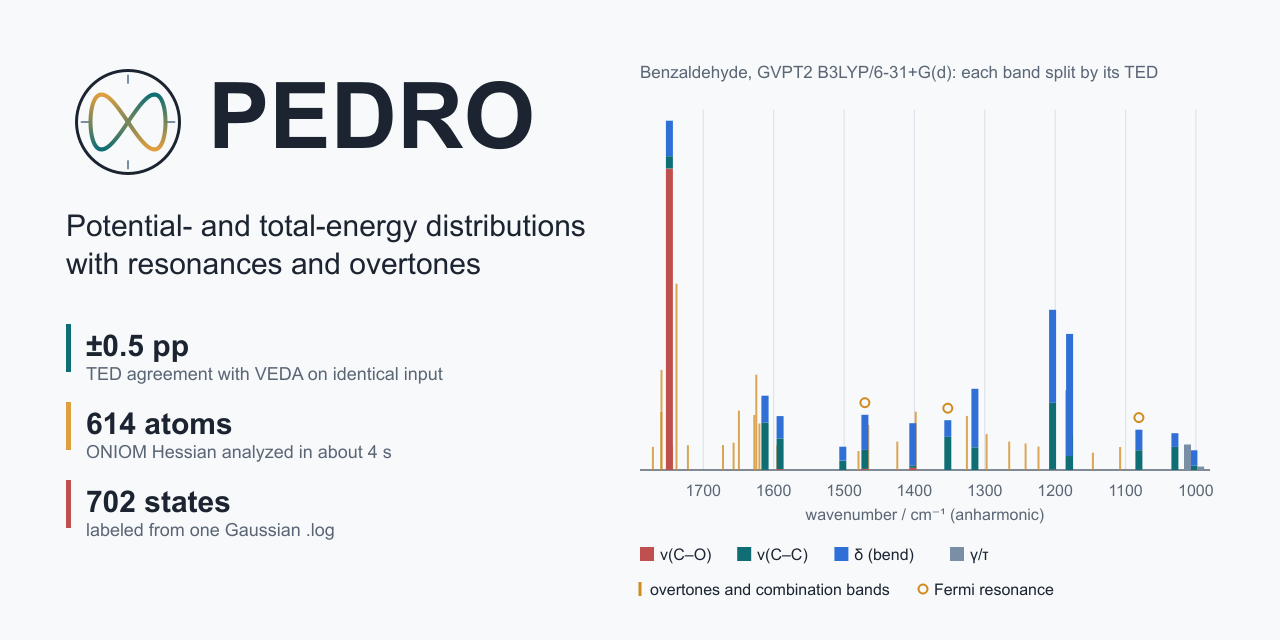 PEDRO
Potential- and total-energy distributions
with resonances and overtones
±0.5 pp
TED agreement with VEDA on identical input
614 atoms
ONIOM Hessian analyzed in about 4 s
702 states
labeled from one Gaussian .log
Benzaldehyde, GVPT2 B3LYP/6-31+G(d): each band split by its TED
1700 1600 1500 1400 1300 1200 1100 1000
wavenumber / cm⁻¹ (anharmonic)
ν(C–O) ν(C–C) δ (bend) γ/τ
overtones and combination bands Fermi resonance